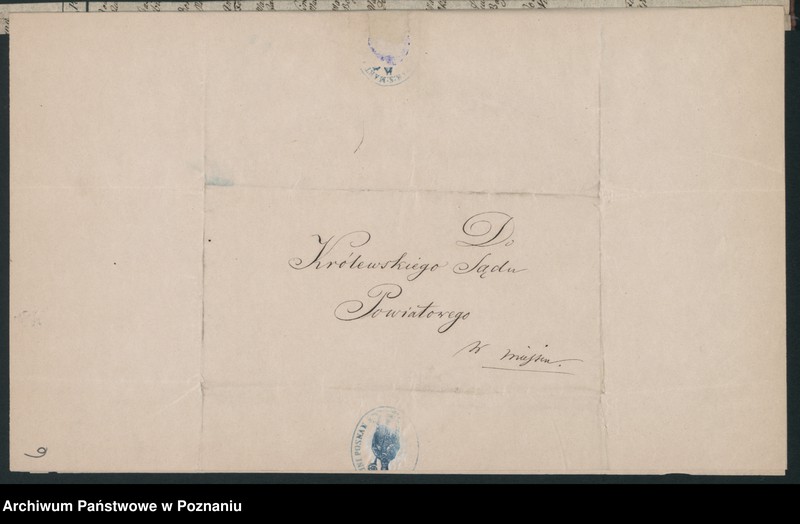 Do
Królewskiego Sądu
Powiatowego
w miejscu.
9
Archiwum Państwowe w Poznaniu